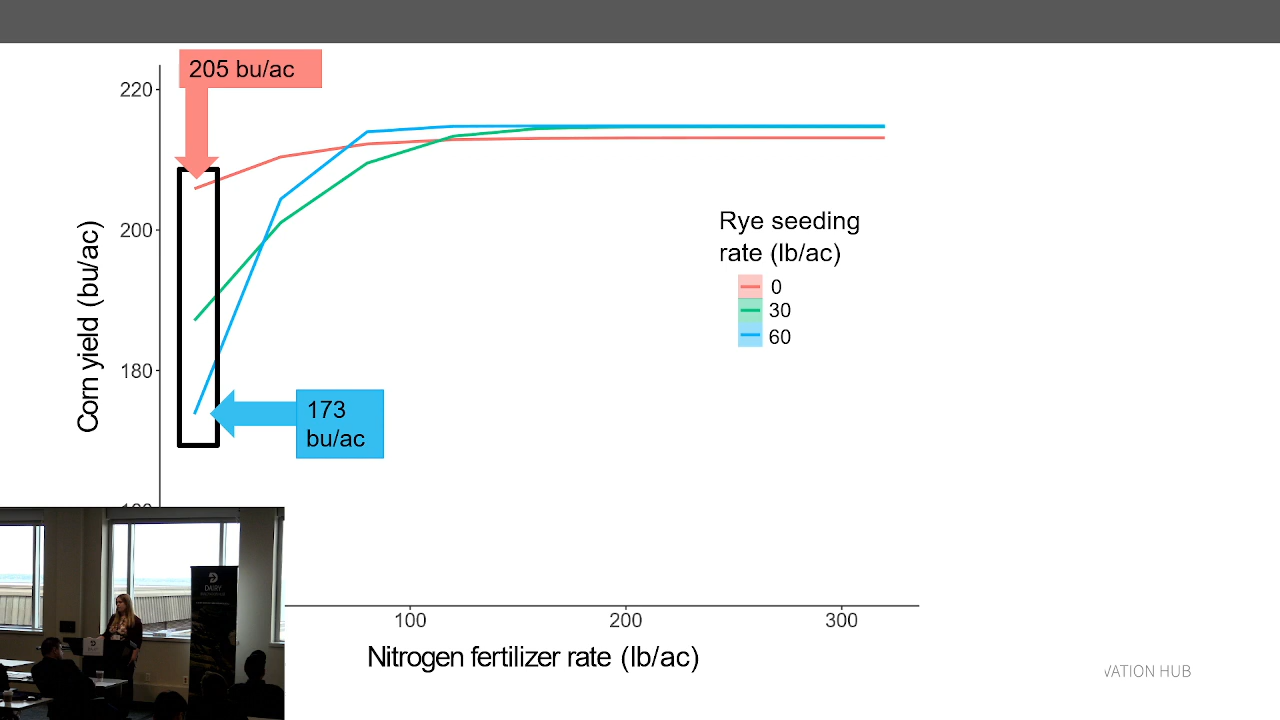 205 bu/ac
220
200
180
Corn yield (bu/ac)
173
bu/ac
Rye seeding
rate (lb/ac)
0
30
60
100
200
300
Nitrogen fertilizer rate (lb/ac)
VATION HUB
DAIRY